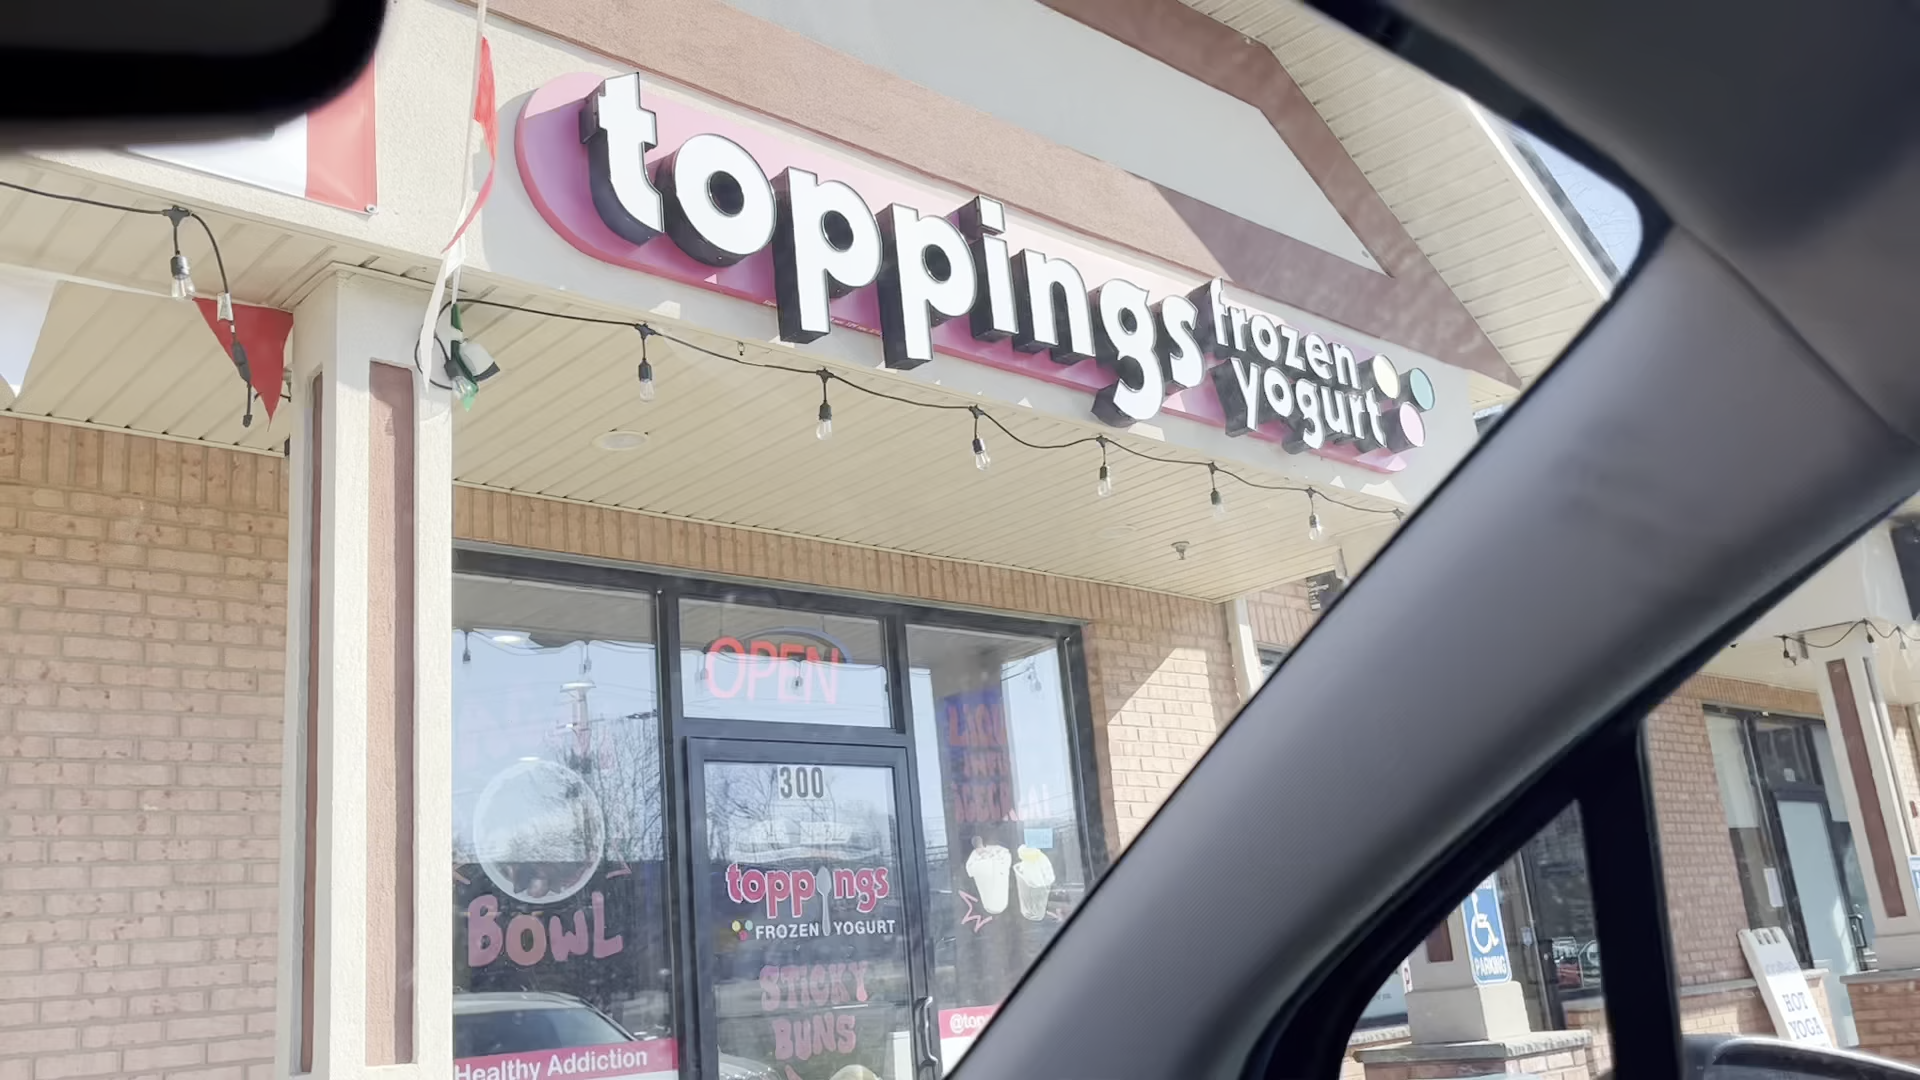 toppings
frozen
yogurt
OPEN
300
toppings
FROZEN YOGURT
BOWL
STICKY
BUNS
Healthy Addiction
PARKING
HOT
YOGA